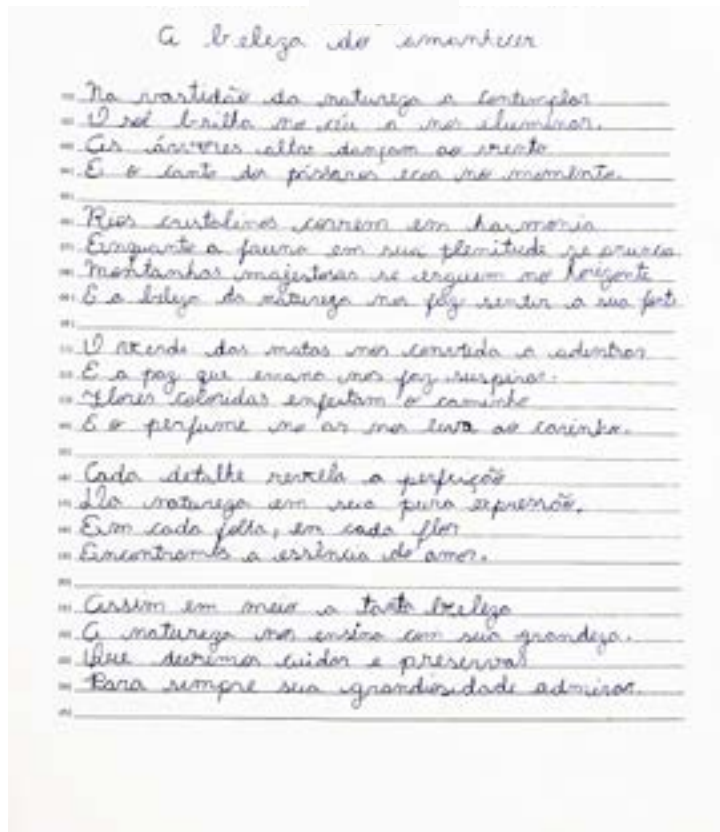 A beleza do amanhecer
Na vastidão da natureza a contemplar
O sol brilha no céu a nos iluminar.
As árvores altas dançam ao vento
E o canto dos pássaros ecoa no momento.
Rios cristalinos correm em harmonia
Enquanto a fauna em sua plenitude se
Montanhas majestosas se erguem no horizonte
E a beleza da natureza nos faz sentir a sua fonte
O verde das matas nos convida a adentrar
E a paz que emana nos faz suspirar.
Flores coloridas enfeitam o caminho
E o perfume no ar nos leva ao carinho.
Cada detalhe revela a perfeição
Da natureza em sua pura expressão.
Em cada folha, em cada flor
Encontramos a essência do amor.
Assim em meio a tanta beleza
A natureza nos ensina com sua grandeza.
Que devemos cuidar e preservar
Para sempre sua grandiosidade admirar.